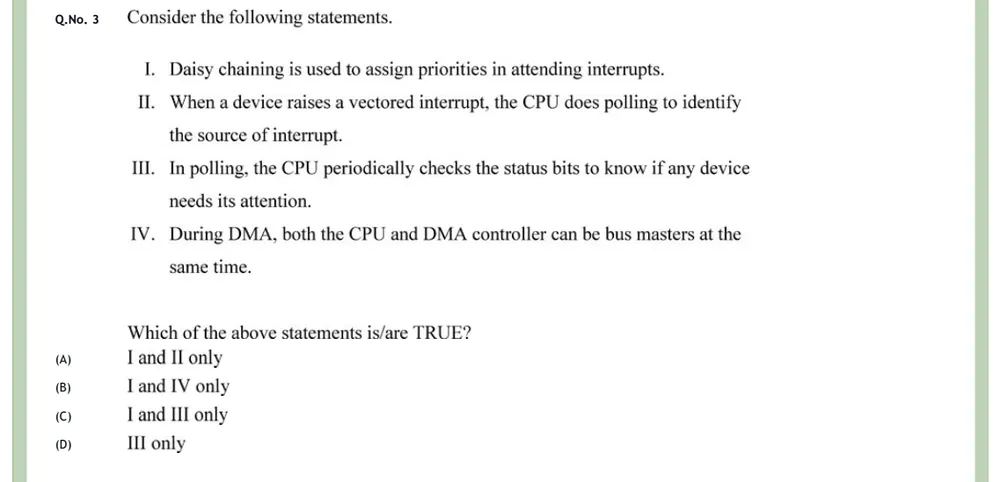 Q.No. 3 Consider the following statements.
I. Daisy chaining is used to assign priorities in attending interrupts.
II. When a device raises a vectored interrupt, the CPU does polling to identify
the source of interrupt.
III. In polling, the CPU periodically checks the status bits to know if any device
needs its attention.
IV. During DMA, both the CPU and DMA controller can be bus masters at the
same time.
Which of the above statements is/are TRUE?
(A) I and II only
(B) I and IV only
(C) I and III only
(D) III only